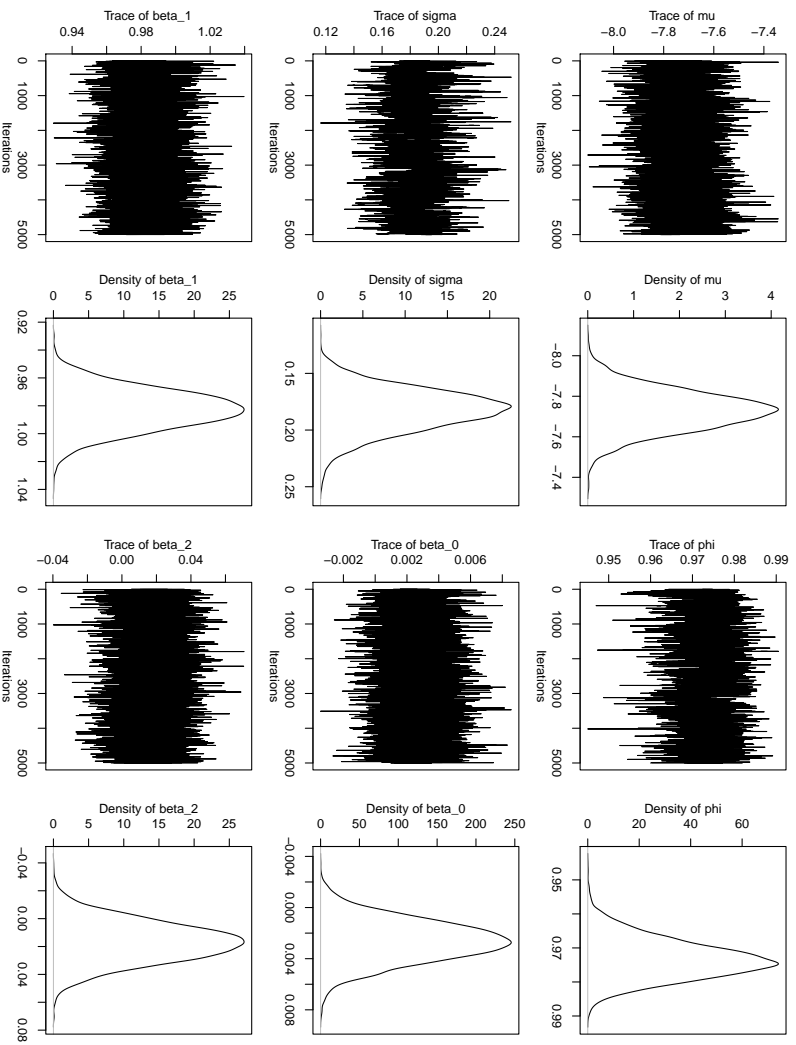 Trace of mu
−8.0 −7.8 −7.6 −7.4
0 1000 3000 5000
Iterations
Density of mu
0 1 2 3 4
−8.0 −7.8 −7.6 −7.4
Trace of phi
0.95 0.96 0.97 0.98 0.99
0 1000 3000 5000
Iterations
Density of phi
0 20 40 60
0.95 0.97 0.99
Trace of sigma
0.12 0.16 0.20 0.24
0 1000 3000 5000
Iterations
Density of sigma
0 5 10 15 20
0.15 0.20 0.25
Trace of beta_0
−0.002 0.002 0.006
0 1000 3000 5000
Iterations
Density of beta_0
0 50 100 150 200 250
−0.004 0.000 0.004 0.008
Trace of beta_1
0.94 0.98 1.02
0 1000 3000 5000
Iterations
Density of beta_1
0 5 10 15 20 25
0.92 0.96 1.00 1.04
Trace of beta_2
−0.04 0.00 0.04
0 1000 3000 5000
Iterations
Density of beta_2
0 5 10 15 20 25
−0.04 0.00 0.04 0.08